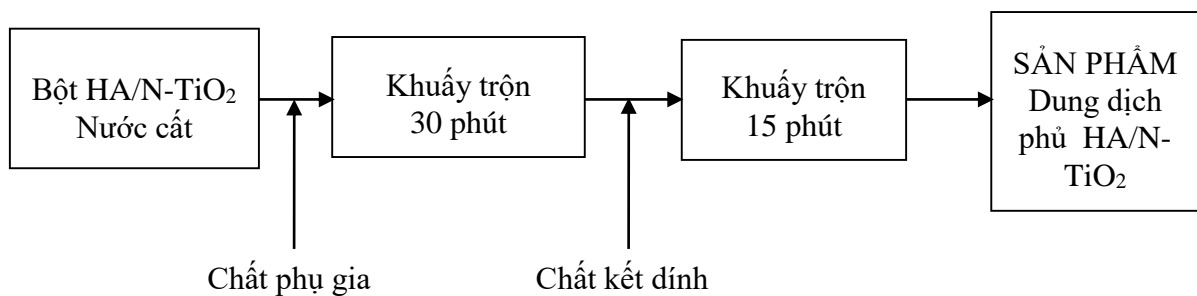 Bột HA/N-TiO₂
Nước cất
Khuấy trộn
30 phút
Khuấy trộn
15 phút
SẢN PHẨM
Dung dịch
phủ HA/N-
TiO₂
Chất phụ gia
Chất kết dính